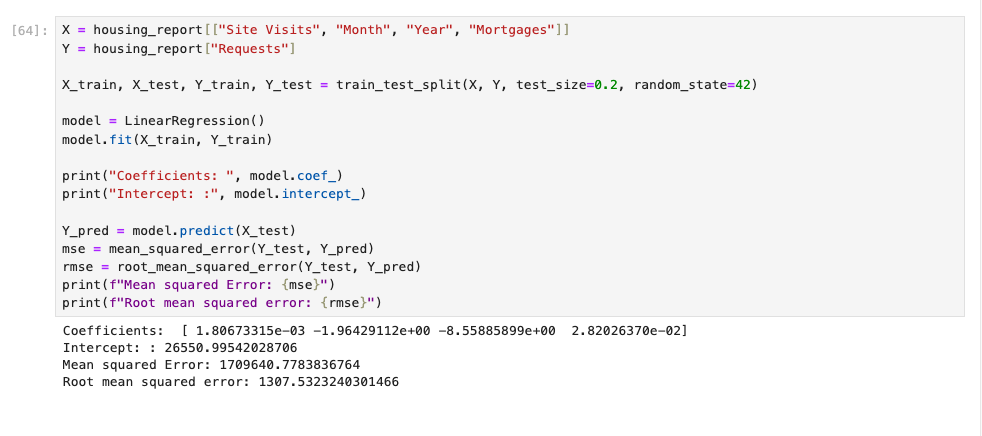 [64]: X = housing_report[["Site Visits", "Month", "Year", "Mortgages"]]
Y = housing_report["Requests"]
X_train, X_test, Y_train, Y_test = train_test_split(X, Y, test_size=0.2, random_state=42)
model = LinearRegression()
model.fit(X_train, Y_train)
print("Coefficients: ", model.coef_)
print("Intercept: :", model.intercept_)
Y_pred = model.predict(X_test)
mse = mean_squared_error(Y_test, Y_pred)
rmse = root_mean_squared_error(Y_test, Y_pred)
print(f"Mean squared Error: {mse}")
print(f"Root mean squared error: {rmse}")
Coefficients:  [ 1.80673315e-03 -1.96429112e+00 -8.55885899e+00  2.82026370e-02]
Intercept: : 26550.99542028706
Mean squared Error: 1709640.7783836764
Root mean squared error: 1307.5323240301466